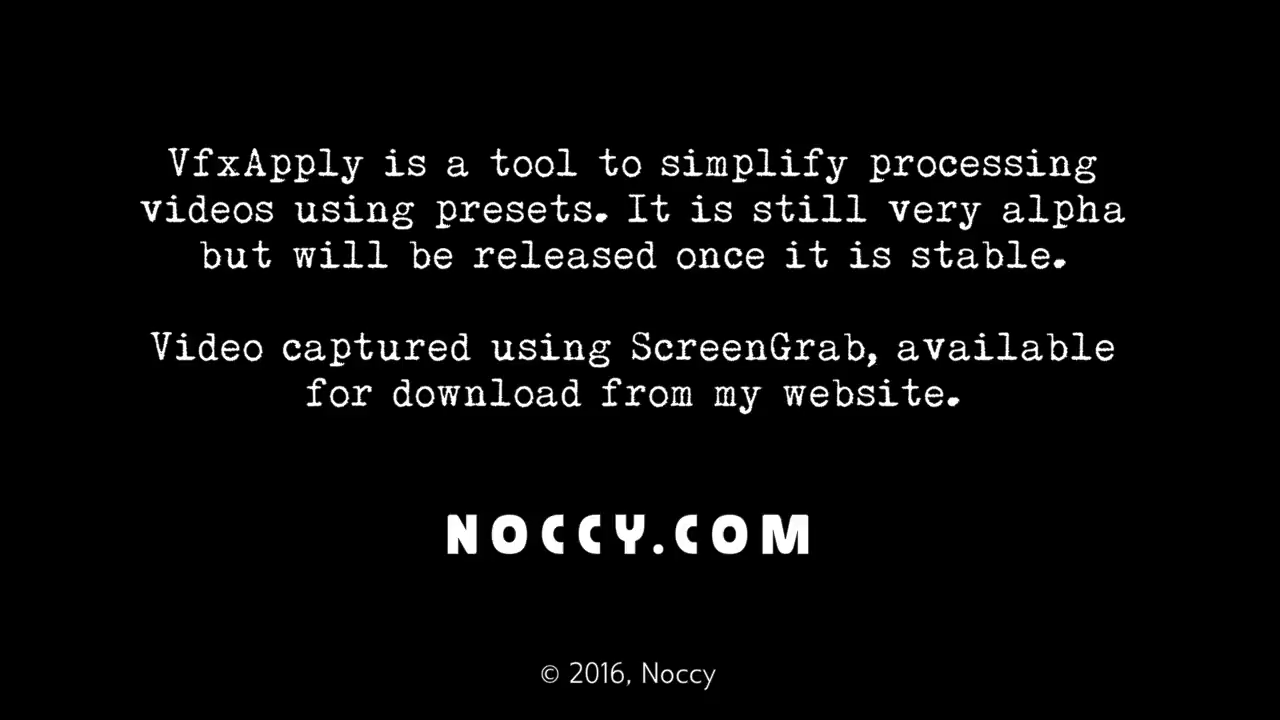 VfxApply is a tool to simplify processing
videos using presets. It is still very alpha
but will be released once it is stable.
Video captured using ScreenGrab, available
for download from my website.
NOCCY.COM
© 2016, Noccy